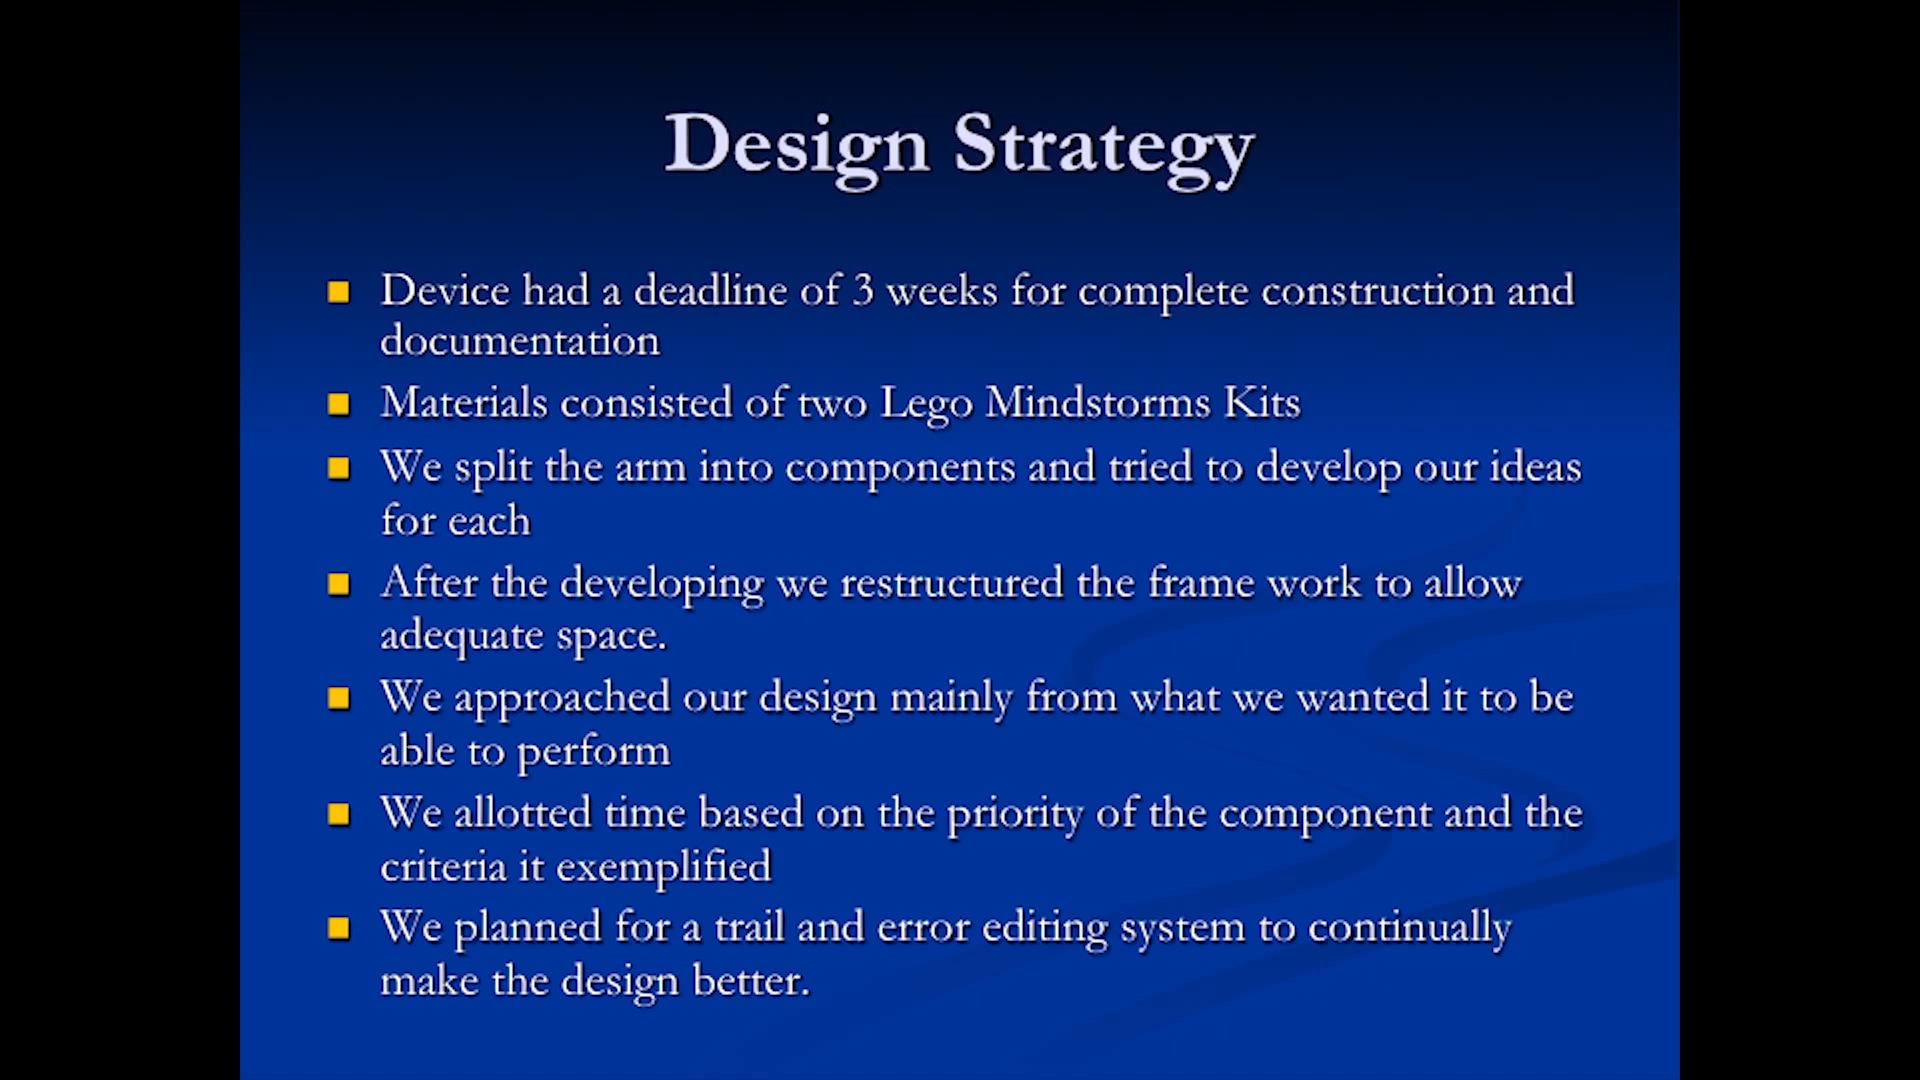 Design Strategy
Device had a deadline of 3 weeks for complete construction and
documentation
Materials consisted of two Lego Mindstorms Kits
We split the arm into components and tried to develop our ideas
for each
After the developing we restructured the frame work to allow
adequate space.
We approached our design mainly from what we wanted it to be
able to perform
We allotted time based on the priority of the component and the
criteria it exemplified
We planned for a trail and error editing system to continually
make the design better.